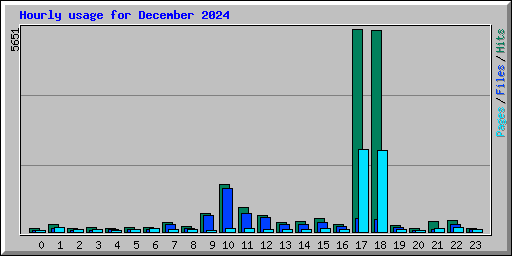 Hourly usage for December 2024
5651
Pages/Files/Hits
0 1 2 3 4 5 6 7 8 9 10 11 12 13 14 15 16 17 18 19 20 21 22 23